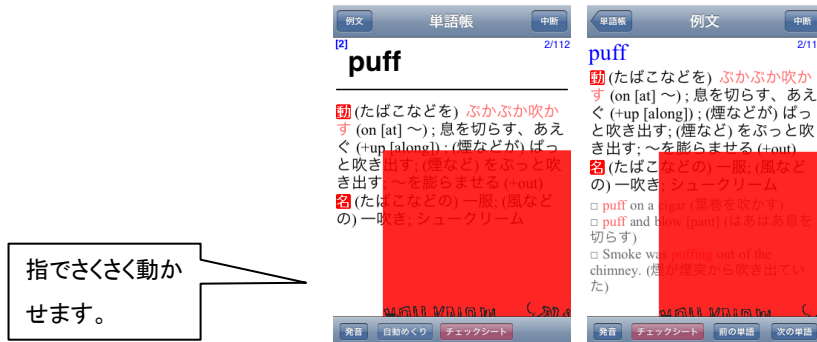 指でさくさく動か
せます。
例文 単語帳 中断
[2] 2/112
puff
動 (たばこなどを) ぷかぷか吹か
す (on [at] ～) ; 息を切らす、あえ
ぐ (+up [along]) ; (煙などが) ぱっ
と吹き出す; (煙など) をぷっと吹
き出す; ～を膨らませる (+out)
名 (たばこなどの) 一服; (風など
の) 一吹き; シュークリーム
発音 自動めくり チェックシート
単語帳 例文 中断
2/11
puff
動 (たばこなどを) ぷかぷか吹か
す (on [at] ～) ; 息を切らす、あえ
ぐ (+up [along]) ; (煙などが) ぱっ
と吹き出す; (煙など) をぷっと吹
き出す; ～を膨らませる (+out)
名 (たばこなどの) 一服; (風など
の) 一吹き; シュークリーム
□ puff on a cigar (葉巻を吹かす)
□ puff and blow [pant] (はあはあ息を
切らす)
□ Smoke was puffing out of the
chimney. (煙が煙突から吹き出てい
た)
発音 チェックシート 前の単語 次の単語